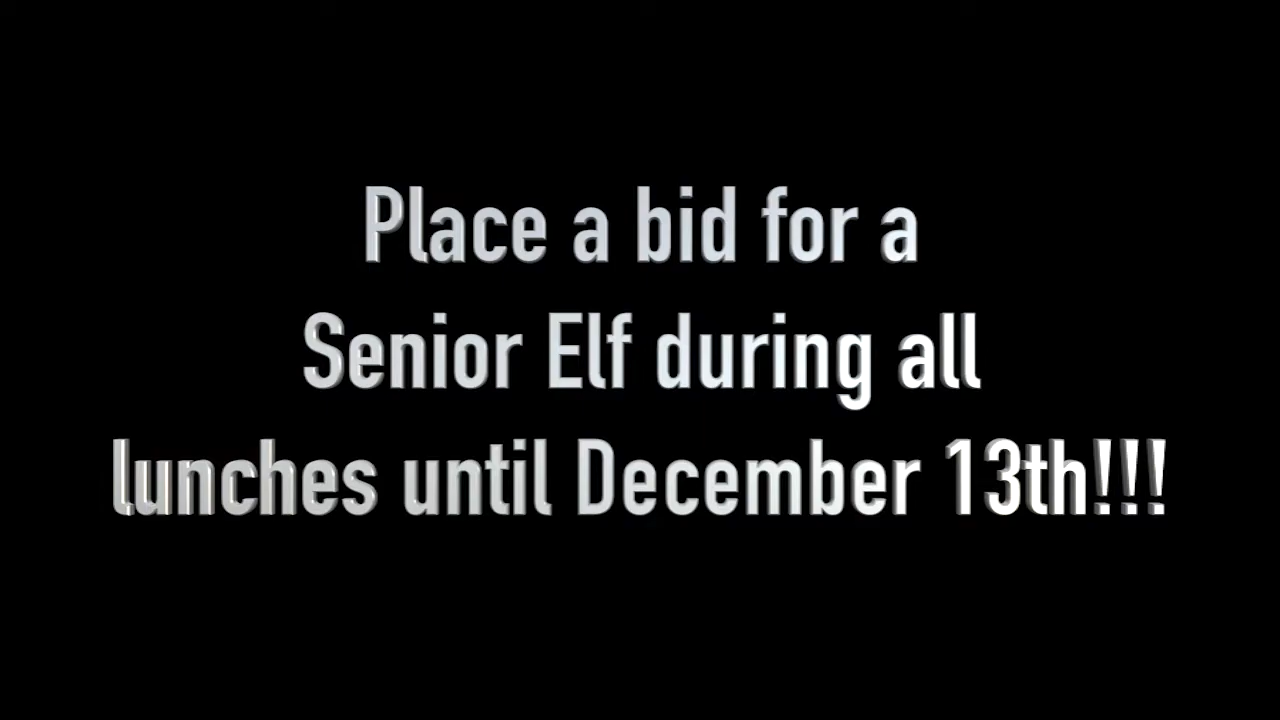 Place a bid for a
Senior Elf during all
lunches until December 13th!!!